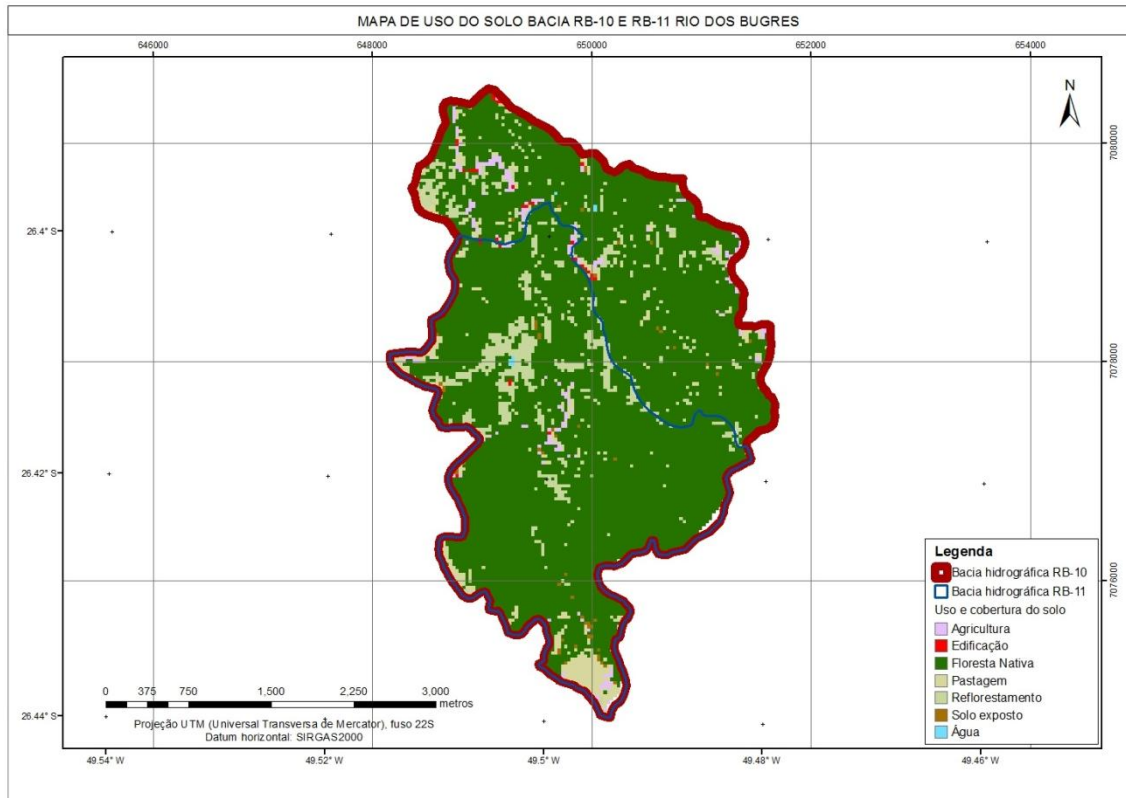 MAPA DE USO DO SOLO BACIA RB-10 E RB-11 RIO DOS BUGRES
646000 648000 650000 652000 654000
N
7080000
26.4° S
7078000
26.42° S
7076000
26.44° S
Legenda
Bacia hidrográfica RB-10
Bacia hidrográfica RB-11
Uso e cobertura do solo
Agricultura
Edificação
Floresta Nativa
Pastagem
Reflorestamento
Solo exposto
Água
0 375 750 1,500 2,250 3,000
metros
Projeção UTM (Universal Transversa de Mercator), fuso 22S
Datum horizontal: SIRGAS2000
49.54° W 49.52° W 49.5° W 49.48° W 49.46° W